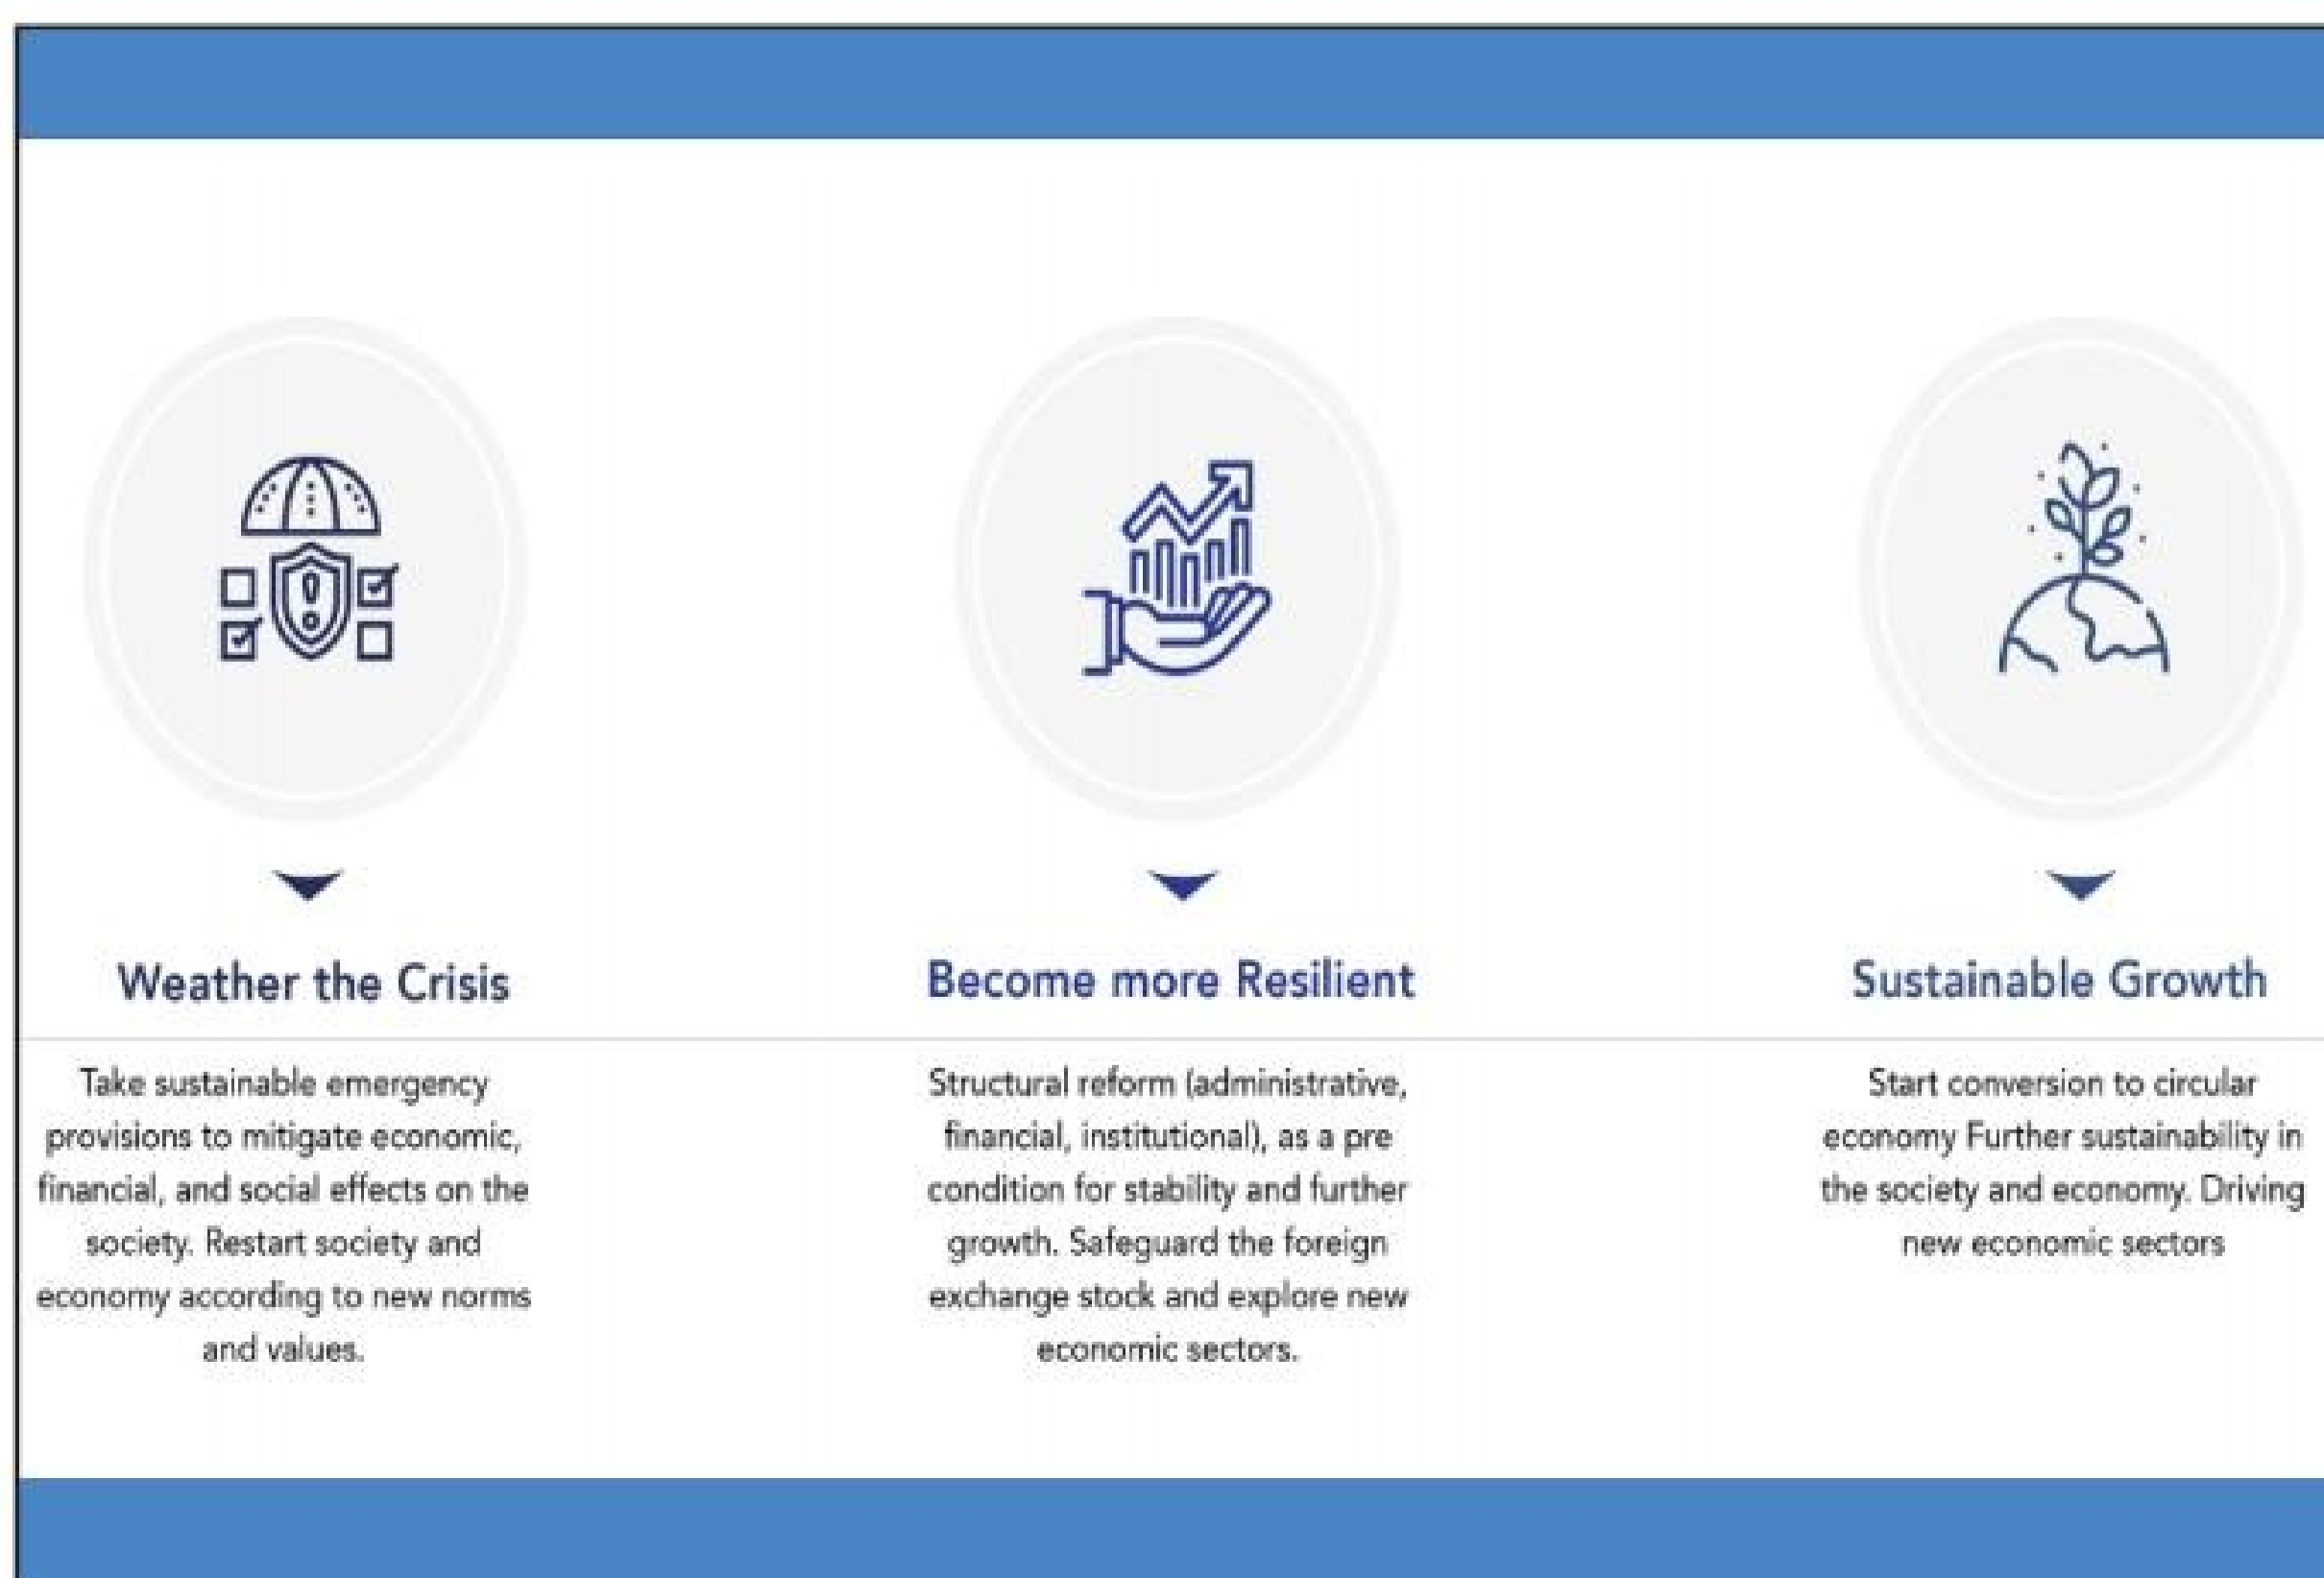 Weather the Crisis
Take sustainable emergency
provisions to mitigate economic,
financial, and social effects on the
society. Restart society and
economy according to new norms
and values.
Become more Resilient
Structural reform (administrative,
financial, institutional), as a pre
condition for stability and further
growth. Safeguard the foreign
exchange stock and explore new
economic sectors.
Sustainable Growth
Start conversion to circular
economy Further sustainability in
the society and economy. Driving
new economic sectors